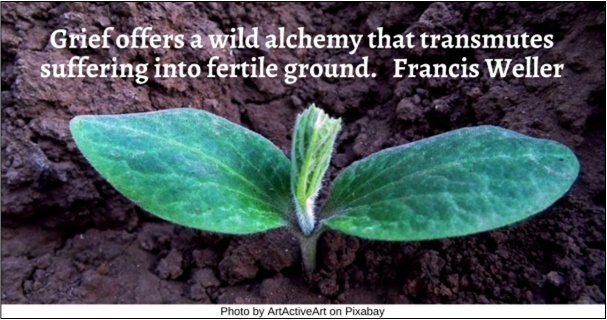 Grief offers a wild alchemy that transmutes
suffering into fertile ground.   Francis Weller
Photo by ArtActiveArt on Pixabay